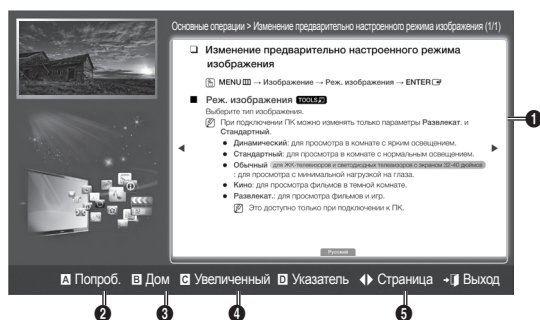 Основные операции > Изменение предварительно настроенного режима изображения (1/1)
❑ Изменение предварительно настроенного режима
изображения
MENU → Изображение → Реж. изображения → ENTER
■ Реж. изображения TOOLS
Выберите тип изображения.
При подключении ПК можно изменять только параметры Развлекат. и
Стандартный.
● Динамический: для просмотра в комнате с ярким освещением.
● Стандартный: для просмотра в комнате с нормальным освещением.
● Обычный для ЖК-телевизоров и светодиодных телевизоров с экраном 32-40 дюймов
: для просмотра с минимальной нагрузкой на глаза.
● Кино: для просмотра фильмов в темной комнате.
● Развлекат.: для просмотра фильмов и игр.
Это доступно только при подключении к ПК.
Русский
A Попроб. B Дом C Увеличенный D Указатель Страница Выход
1
2 3 4 5